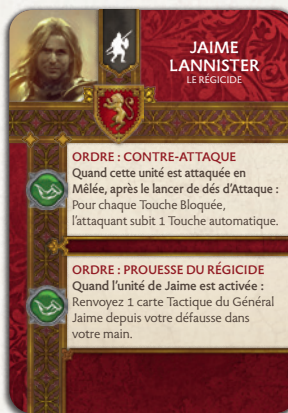 JAIME
LANNISTER
LE RÉGICIDE
ORDRE : CONTRE-ATTAQUE
Quand cette unité est attaquée en
Mêlée, après le lancer de dés d'Attaque :
Pour chaque Touche Bloquée,
l'attaquant subit 1 Touche automatique.
ORDRE : PROUESSE DU RÉGICIDE
Quand l'unité de Jaime est activée :
Renvoyez 1 carte Tactique du Général
Jaime depuis votre défausse dans
votre main.